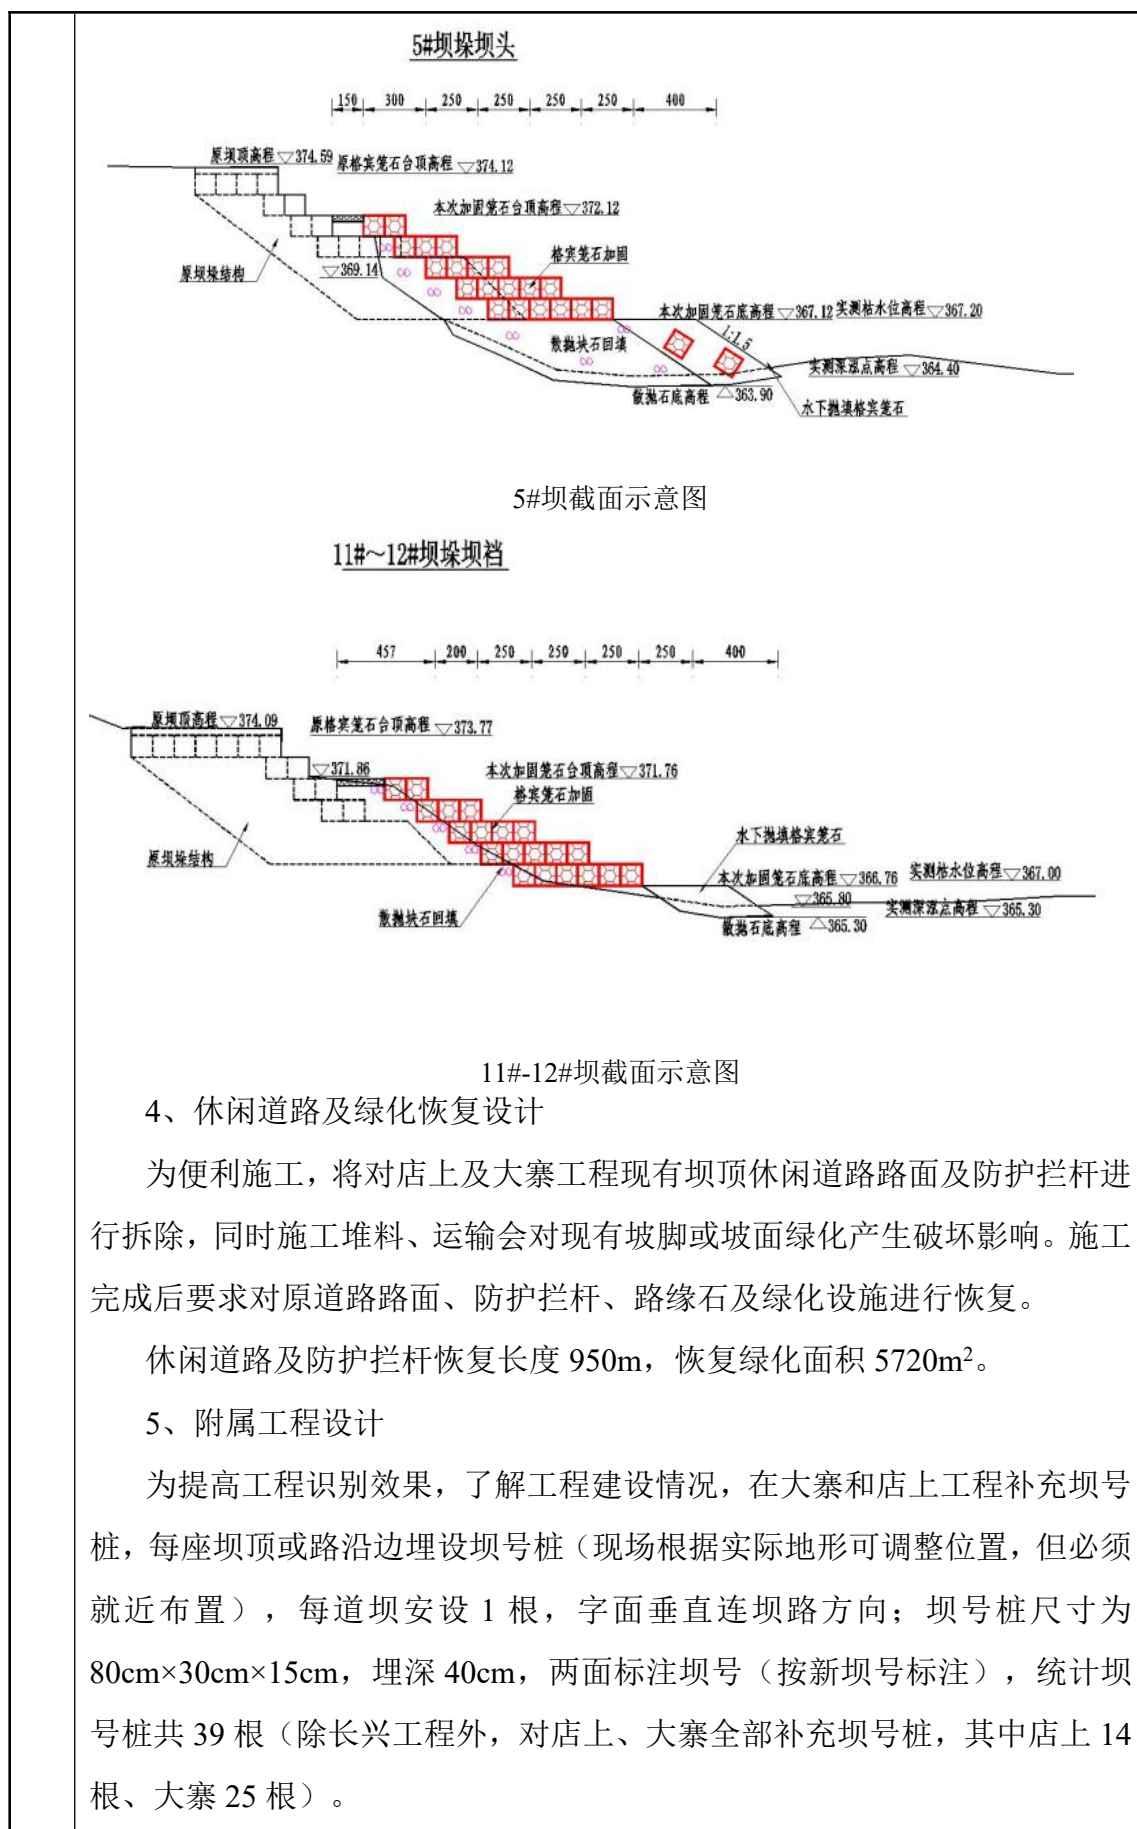 5#坝垛坝头
150 300 250 250 250 250 400
原坝顶高程▽374.59
原格宾笼石台顶高程▽374.12
本次加固笼石台顶高程▽372.12
格宾笼石加固
原坝垛结构
▽369.14
本次加固笼石底高程▽367.12
实测枯水位高程▽367.20
1:1.5
散抛块石回填
实测深泓点高程▽364.40
散抛石底高程 △363.90
水下抛填格宾笼石
5#坝截面示意图
11#～12#坝垛坝裆
457 200 250 250 250 250 400
原坝顶高程▽374.09
原格宾笼石台顶高程▽373.77
▽371.86
本次加固笼石台顶高程▽371.76
格宾笼石加固
水下抛填格宾笼石
原坝垛结构
本次加固笼石底高程▽366.76
实测枯水位高程▽367.00
▽365.80
实测深泓点高程▽365.30
散抛块石回填
散抛石底高程 △365.30
11#-12#坝截面示意图
4、休闲道路及绿化恢复设计
为便利施工，将对店上及大寨工程现有坝顶休闲道路路面及防护拦杆进
行拆除，同时施工堆料、运输会对现有坡脚或坡面绿化产生破坏影响。施工
完成后要求对原道路路面、防护拦杆、路缘石及绿化设施进行恢复。
休闲道路及防护拦杆恢复长度 950m，恢复绿化面积 5720m²。
5、附属工程设计
为提高工程识别效果，了解工程建设情况，在大寨和店上工程补充坝号
桩，每座坝顶或路沿边埋设坝号桩（现场根据实际地形可调整位置，但必须
就近布置），每道坝安设 1 根，字面垂直连坝路方向；坝号桩尺寸为
80cm×30cm×15cm，埋深 40cm，两面标注坝号（按新坝号标注），统计坝
号桩共 39 根（除长兴工程外，对店上、大寨全部补充坝号桩，其中店上 14
根、大寨 25 根）。